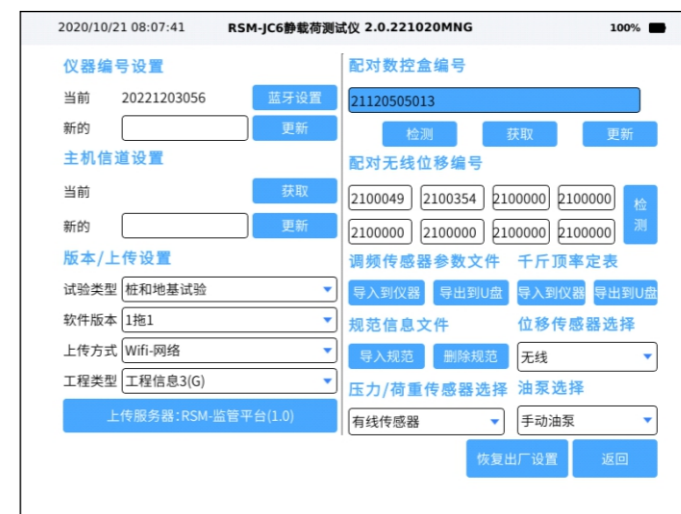 2020/10/21 08:07:41 RSM-JC6静载荷测试仪 2.0.221020MNG 100%
仪器编号设置
当前 20221203056 蓝牙设置
新的 更新
主机信道设置
当前 获取
新的 更新
版本/上传设置
试验类型 桩和地基试验
软件版本 1拖1
上传方式 Wifi-网络
工程类型 工程信息3(G)
上传服务器:RSM-监管平台(1.0)
配对数控盒编号
21120505013
检测 获取 更新
配对无线位移编号
2100049 2100354 2100000 2100000 检测
2100000 2100000 2100000 2100000
调频传感器参数文件 千斤顶率定表
导入到仪器 导出到U盘 导入到仪器 导出到U盘
规范信息文件 位移传感器选择
导入规范 删除规范 无线
压力/荷重传感器选择 油泵选择
有线传感器 手动油泵
恢复出厂设置 返回